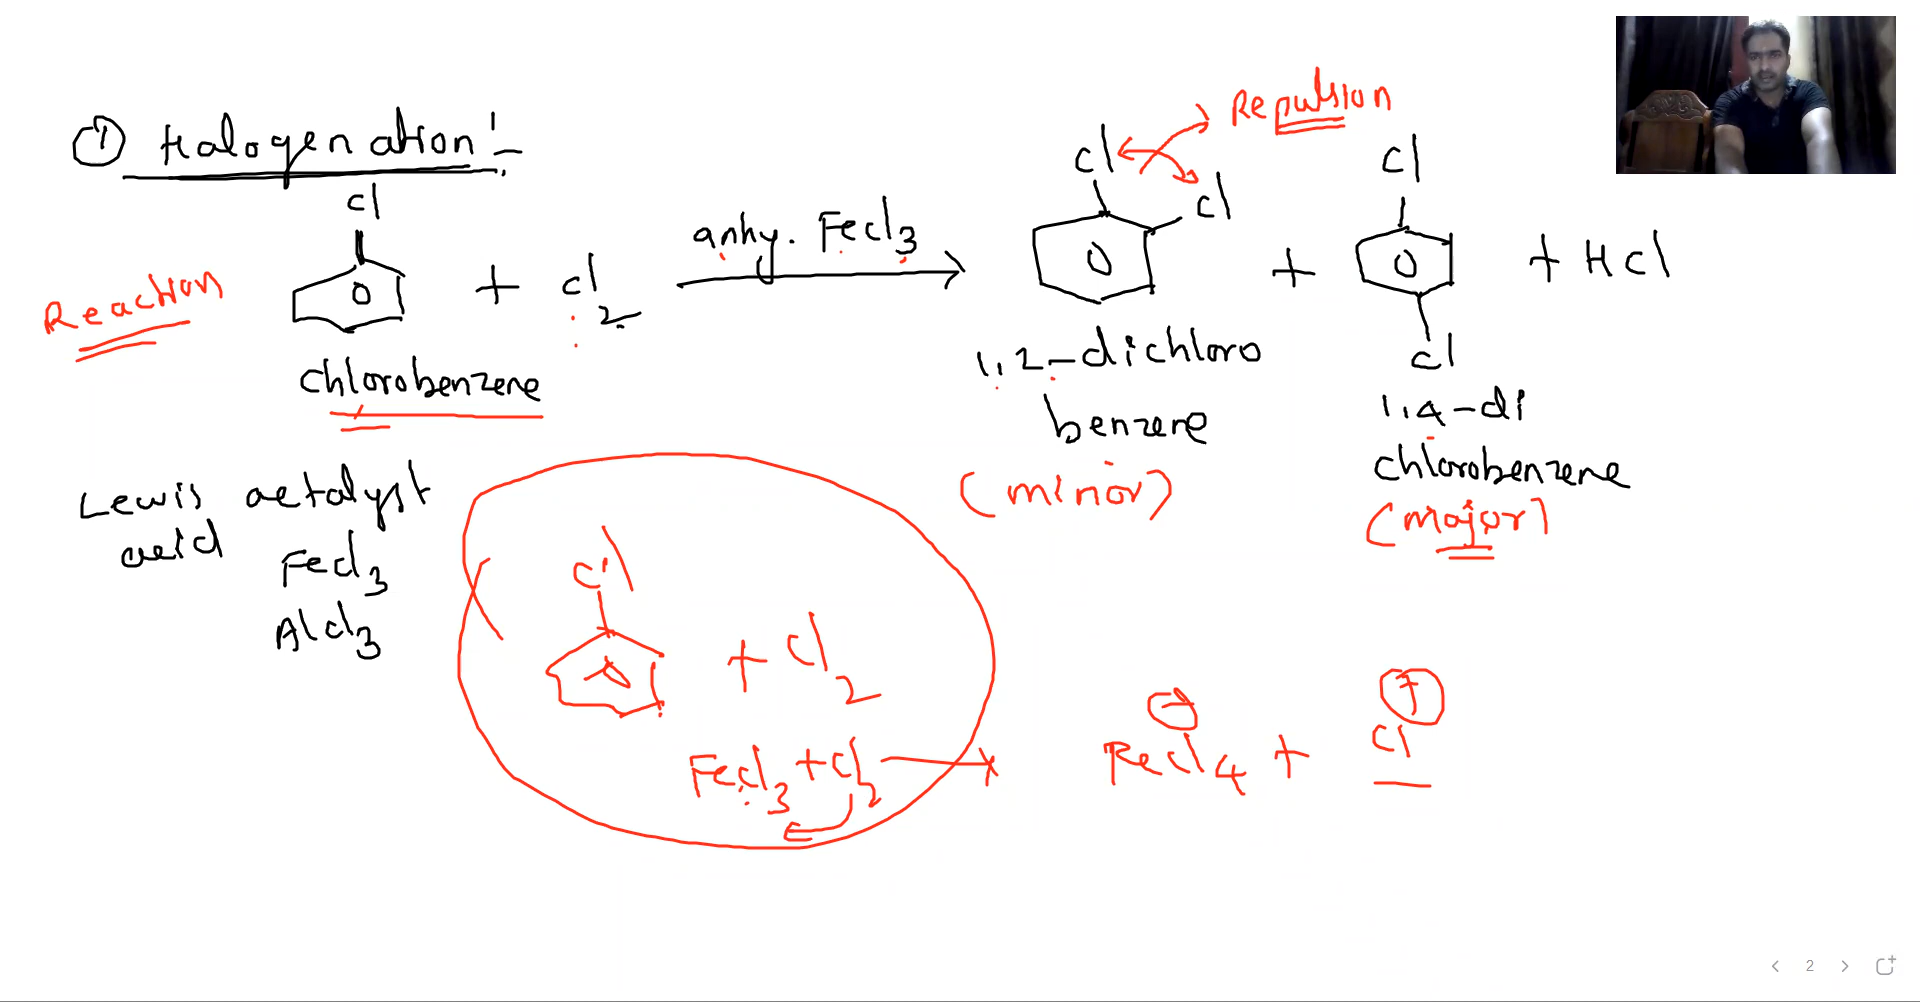 ① Halogenation:-
Reaction
Cl
+ Cl2
anhy. FeCl3
Cl
Cl
Repulsion
+
Cl
Cl
+ HCl
chlorobenzene
1,2-dichloro
benzene
(minor)
1,4-di
chlorobenzene
(major)
Lewis
acid
catalyst
FeCl3
AlCl3
Cl
+ Cl2
FeCl3 + Cl2
FeCl4 ⊖ + Cl ⊕
2